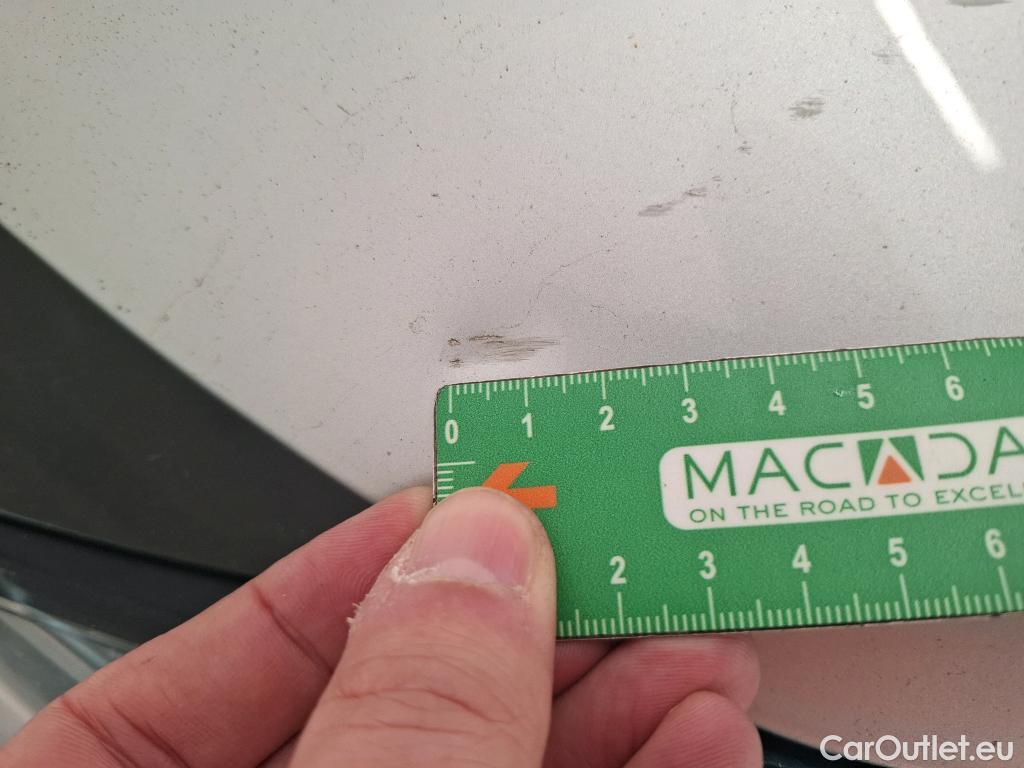 0 1 2 3 4 5 6
MACADA
ON THE ROAD TO EXCEL
2 3 4 5 6
CarOutlet.eu